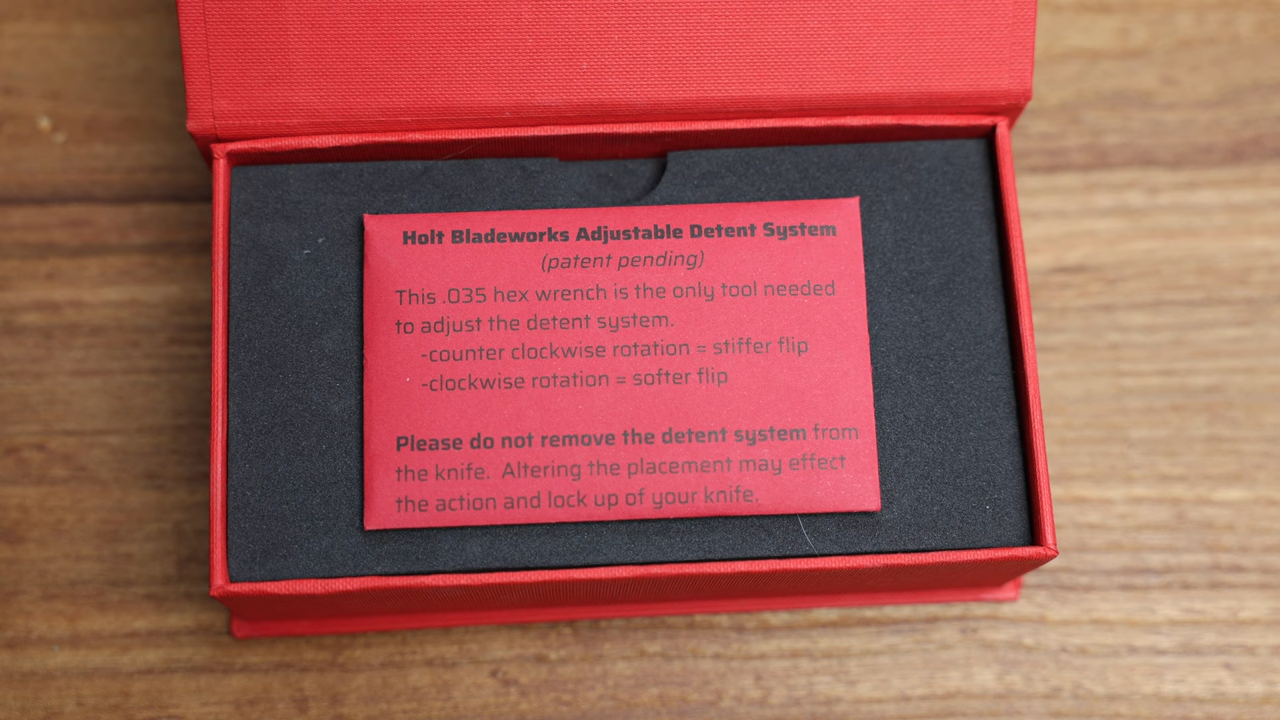 Holt Bladeworks Adjustable Detent System
(patent pending)
This .035 hex wrench is the only tool needed
to adjust the detent system.
-counter clockwise rotation = stiffer flip
-clockwise rotation = softer flip
Please do not remove the detent system from
the knife. Altering the placement may effect
the action and lock up of your knife.